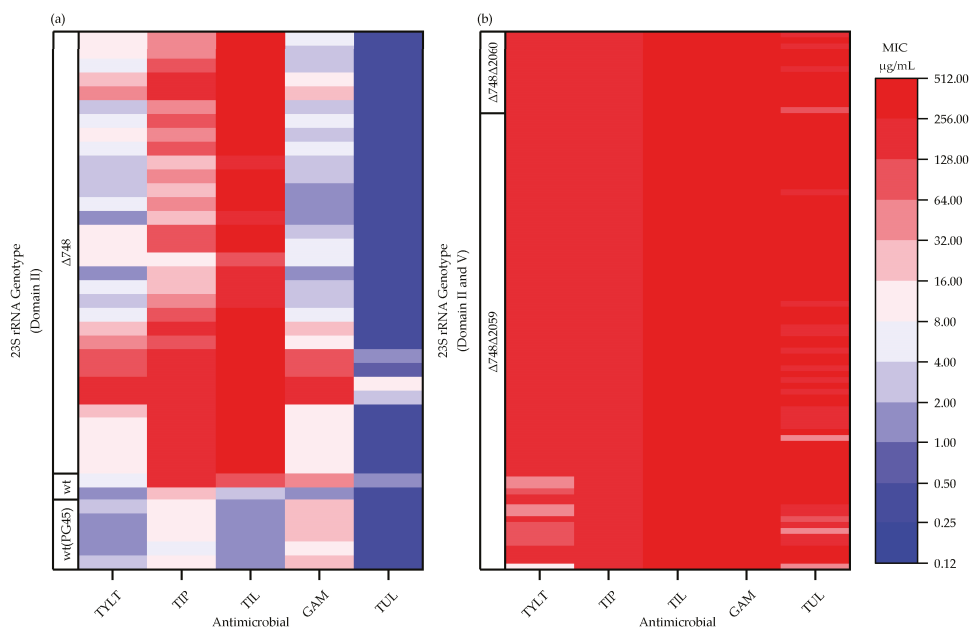 (a)
23S rRNA Genotype
(Domain II)
Δ748
wt
wt(PG45)
TYLT
TIP
TIL
GAM
TUL
Antimicrobial
(b)
23S rRNA Genotype
(Domain II and V)
Δ748Δ2060
Δ748Δ2059
TYLT
TIP
TIL
GAM
TUL
Antimicrobial
MIC
µg/mL
512.00
256.00
128.00
64.00
32.00
16.00
8.00
4.00
2.00
1.00
0.50
0.25
0.12